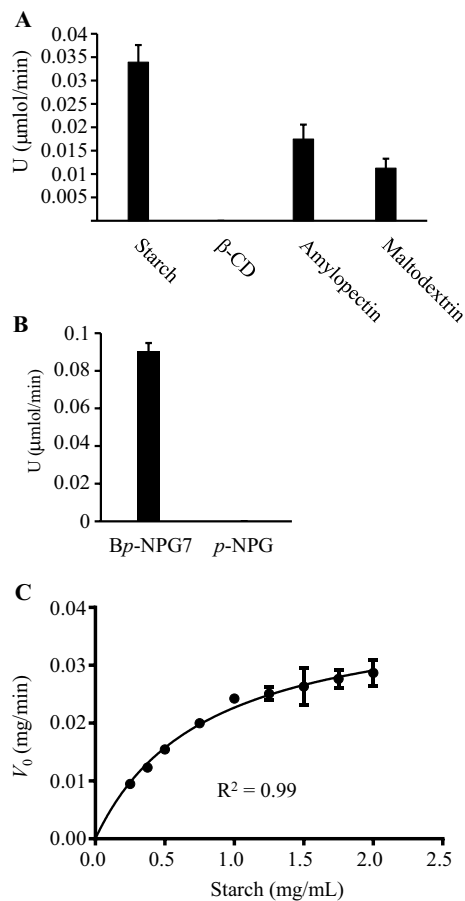 A
0.04
0.035
0.03
0.025
0.02
0.015
0.01
0.005
U (µmlol/min)
Starch
β-CD
Amylopectin
Maltodextrin
B
0.1
0.08
0.06
0.04
0.02
0
U (µmlol/min)
Bp-NPG7
p-NPG
C
0.04
0.03
0.02
0.01
0.00
V0 (mg/min)
R2 = 0.99
0.0 0.5 1.0 1.5 2.0 2.5
Starch (mg/mL)